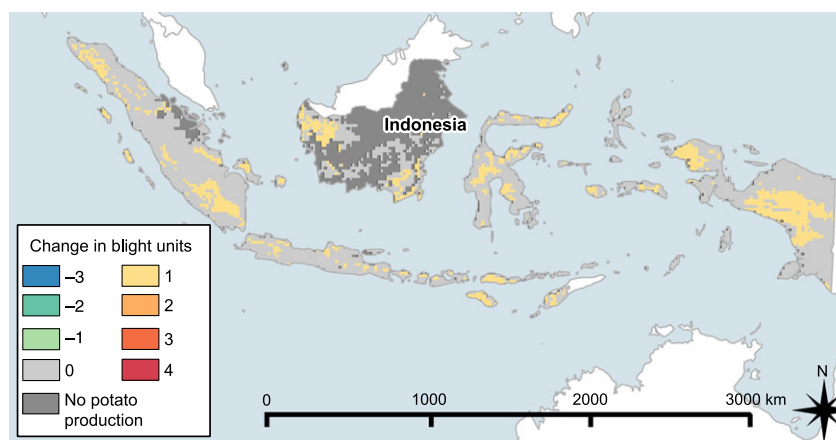 Indonesia
Change in blight units
–3 1
–2 2
–1 3
0 4
No potato
production
N
0 1000 2000 3000 km